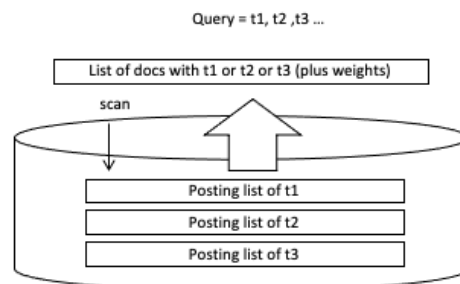 Query = t1, t2 ,t3 ...
List of docs with t1 or t2 or t3 (plus weights)
scan
Posting list of t1
Posting list of t2
Posting list of t3